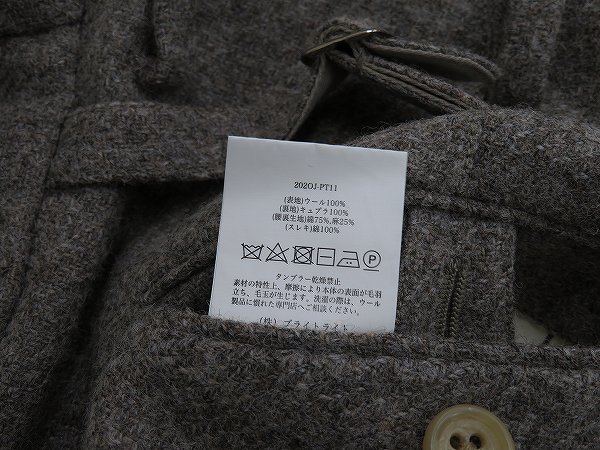 202OJ-PT11
(表地)ウール100%
(裏地)キュプラ100%
(腰裏生地)綿75%,麻25%
(スレキ)綿100%
P
タンブラー乾燥禁止
素材の特性上、摩擦により本体の表面が毛羽
立ち、毛玉が生じます。洗濯の際は、ウール
製品に慣れた専門店へご相談ください。
(株)ブライトライト